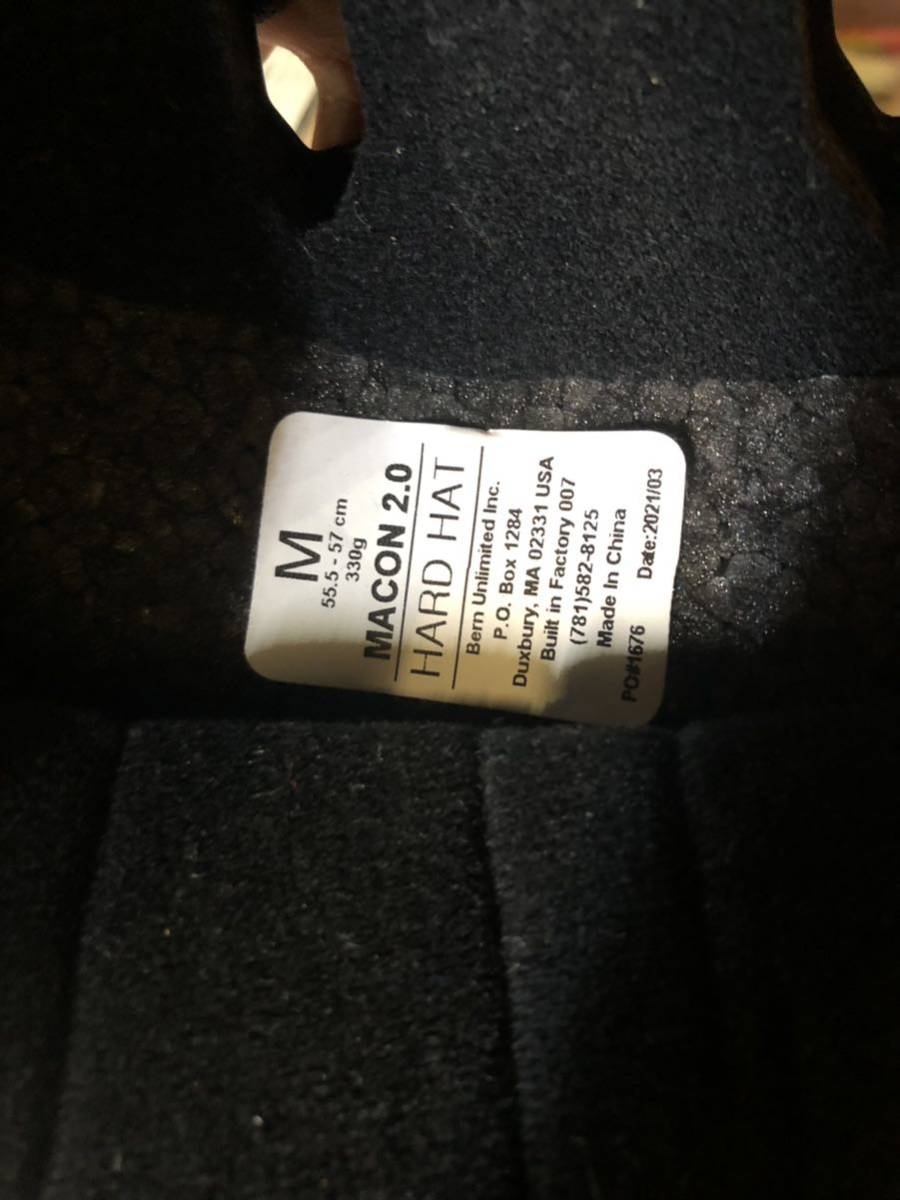 M
55.5 - 57 cm
330g
MACON 2.0
HARD HAT
Bern Unlimited Inc.
P.O. Box 1284
Duxbury, MA 02331 USA
Built in Factory 007
(781)582-8125
Made In China
PO#1676 Date:2021/03